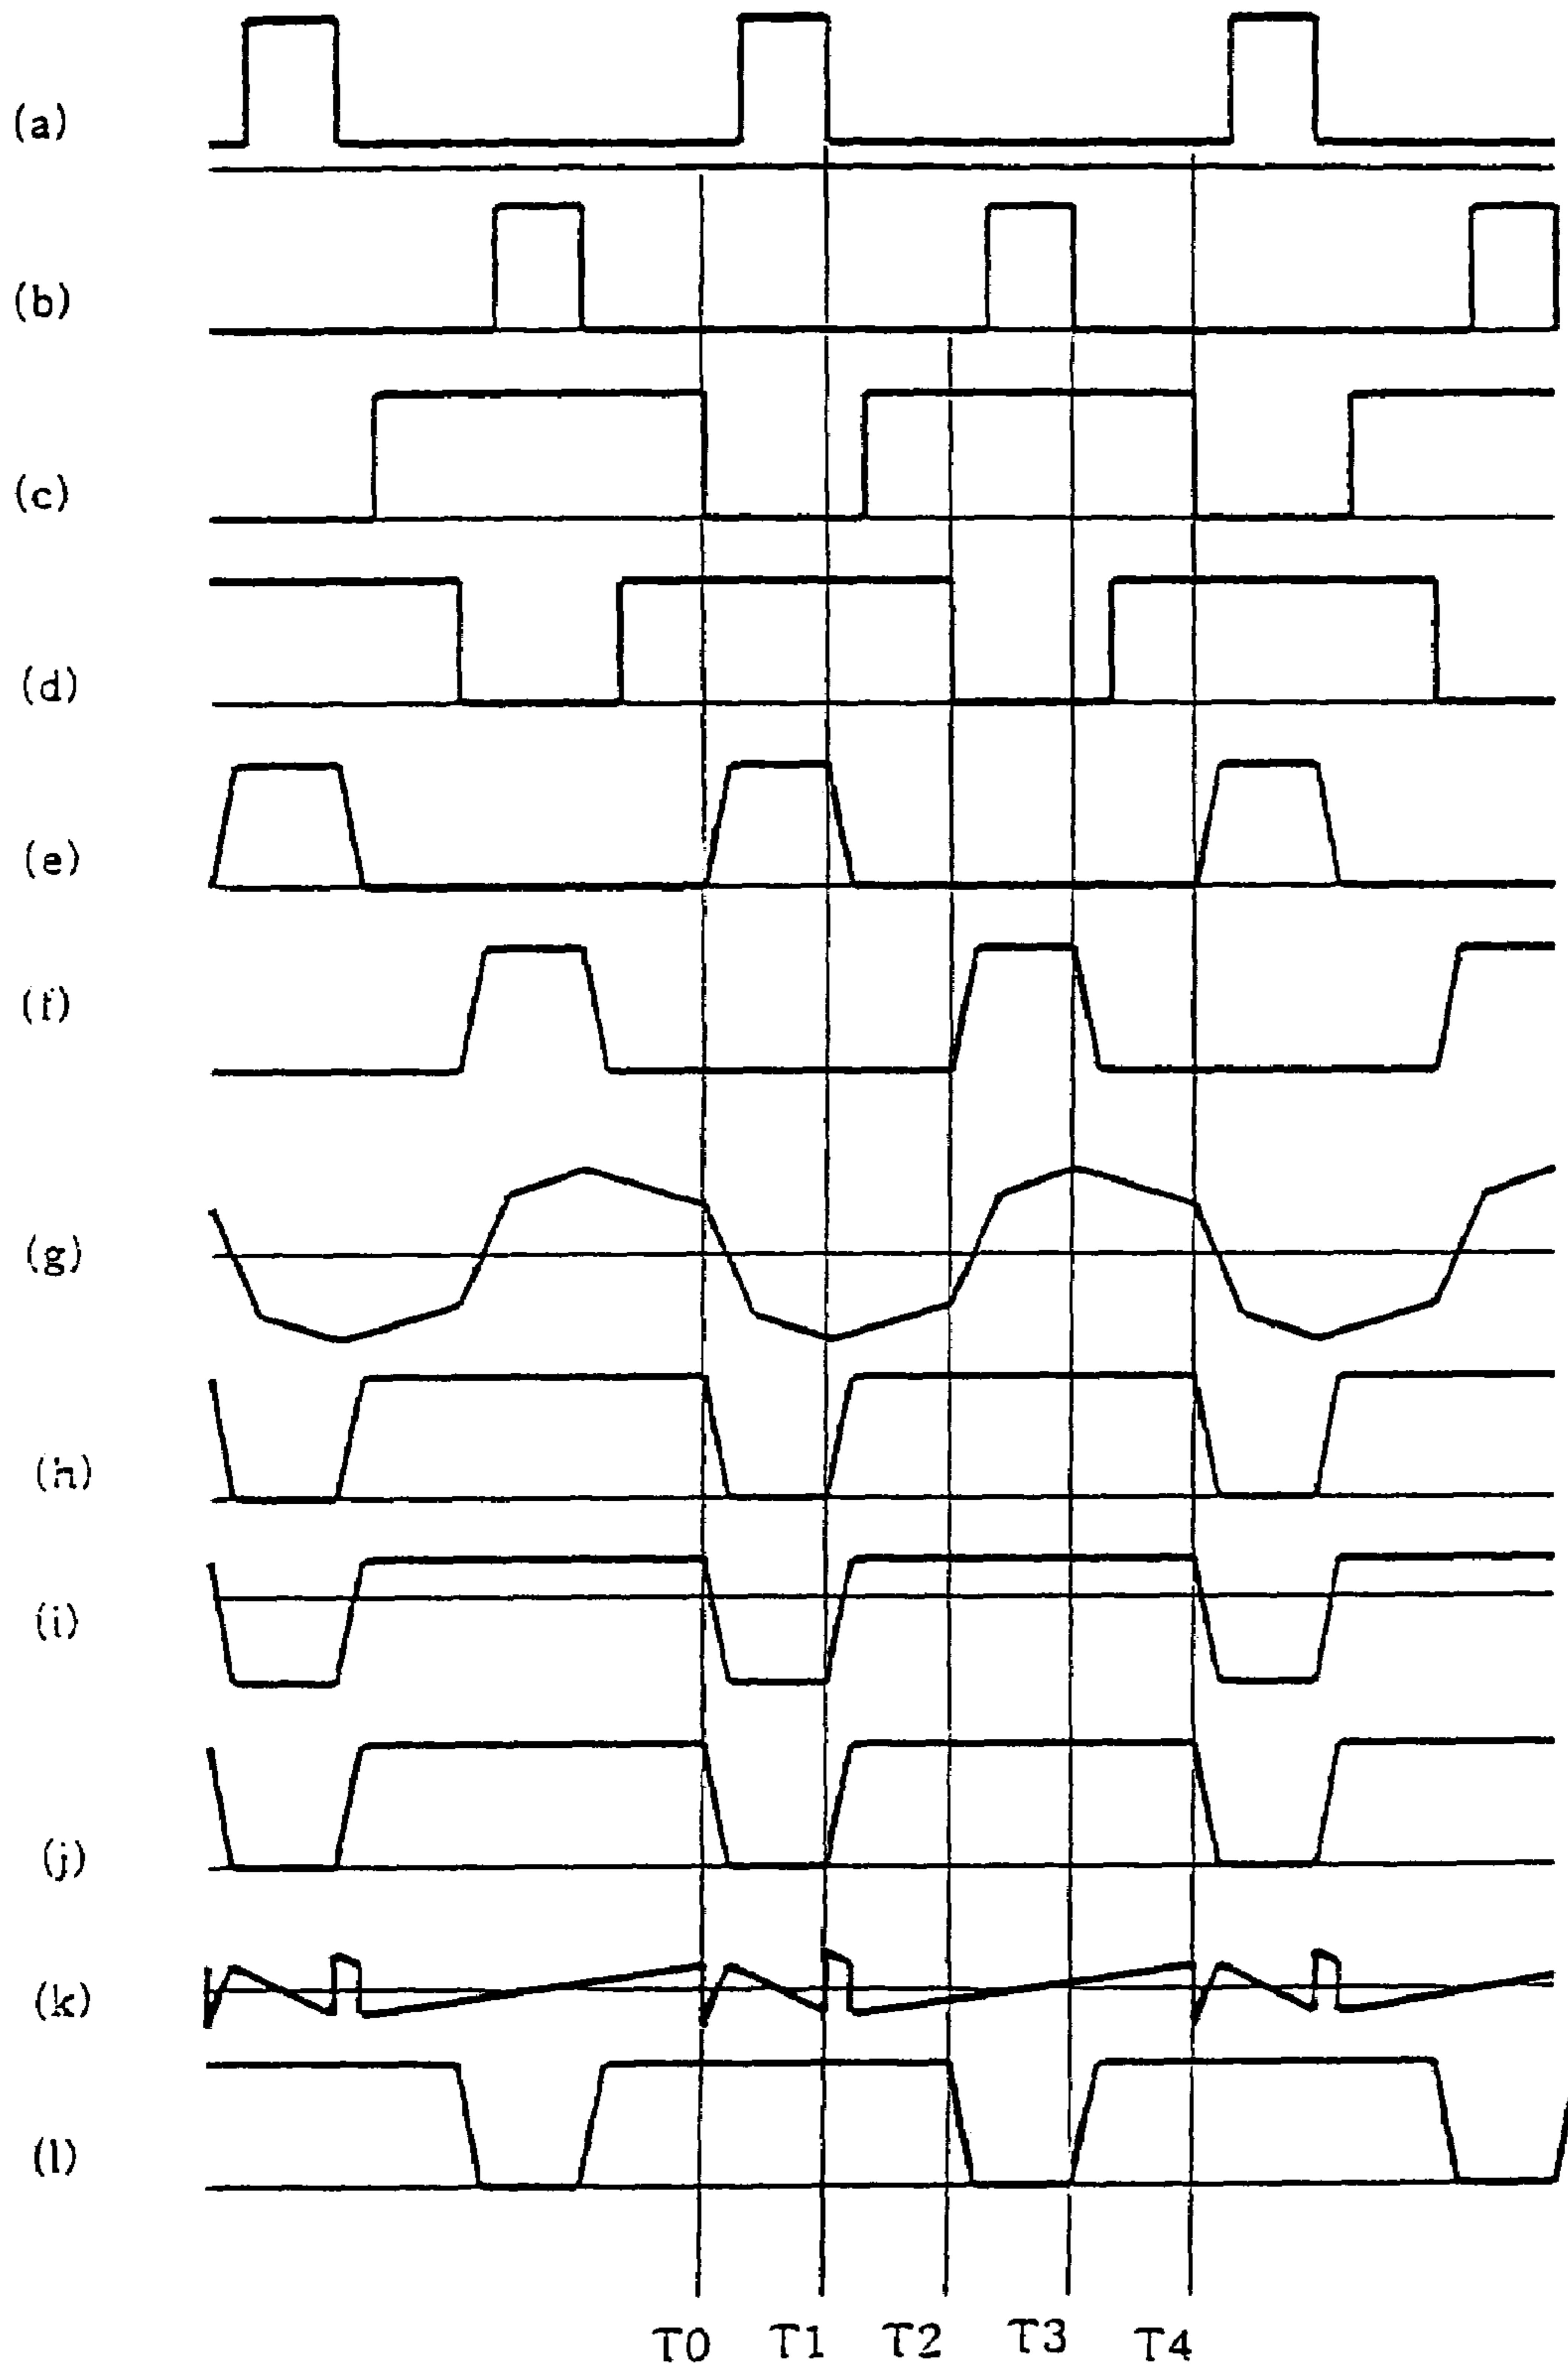 (a)
(b)
(c)
(d)
(e)
(f)
(g)
(h)
(i)
(j)
(k)
(l)
T0 T1 T2 T3 T4